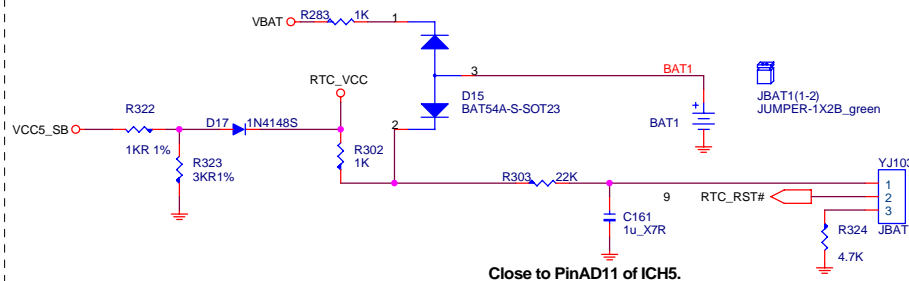 VBAT R283 1K 1
3 BAT1
RTC_VCC
D15
BAT54A-S-SOT23
JBAT1(1-2)
JUMPER-1X2B_green
R322
D17 1N4148S
2
+
BAT1
VCC5_SB
1KR 1%
R302
1K
R323
3KR1%
R303 22K
YJ103
1
9 RTC_RST# 2
3
C161
1u_X7R
R324
JBAT
4.7K
Close to PinAD11 of ICH5.